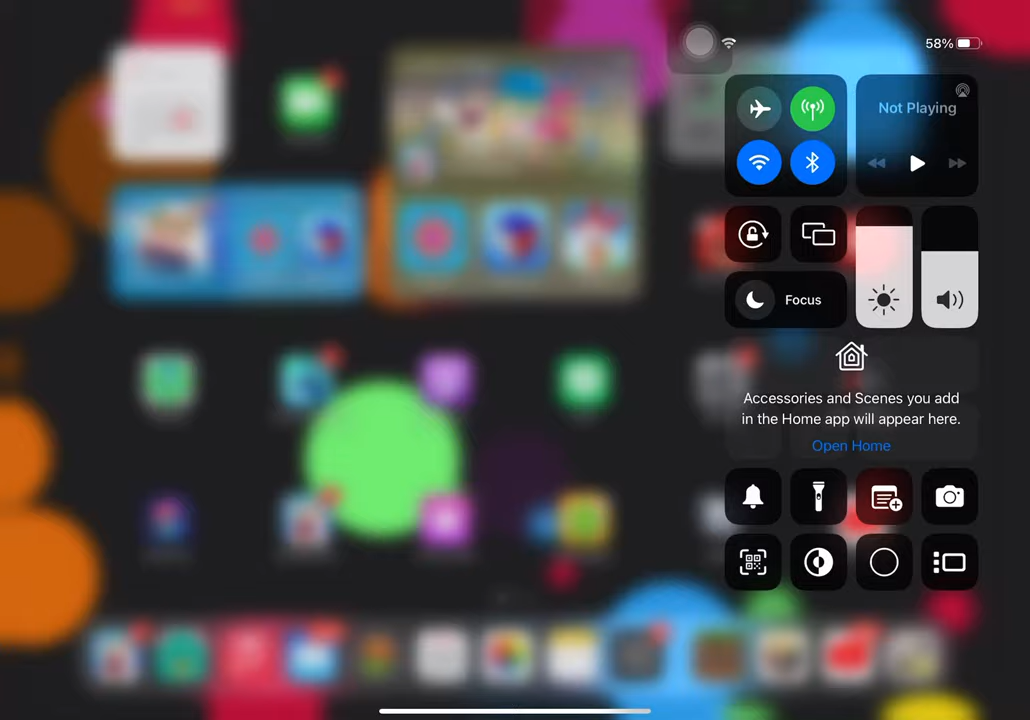 58%
Not Playing
Focus
Accessories and Scenes you add
in the Home app will appear here.
Open Home